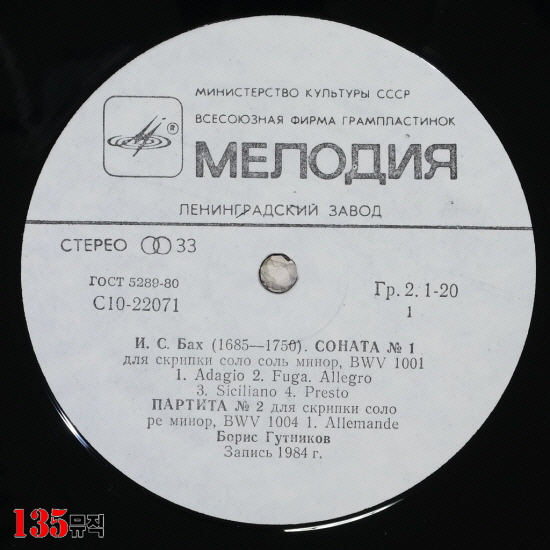 МИНИСТЕРСТВО КУЛЬТУРЫ СССР
ВСЕСОЮЗНАЯ ФИРМА ГРАМПЛАСТИНОК
МЕЛОДИЯ
ЛЕНИНГРАДСКИЙ ЗАВОД
СТЕРЕО 33
ГОСТ 5289-80
С10-22071
Гр. 2. 1-20
1
И. С. Бах (1685—1750). СОНАТА № 1
для скрипки соло соль минор, BWV 1001
1. Adagio 2. Fuga. Allegro
3. Siciliano 4. Presto
ПАРТИТА № 2 для скрипки соло
ре минор, BWV 1004 1. Allemande
Борис Гутников
Запись 1984 г.
135뮤직